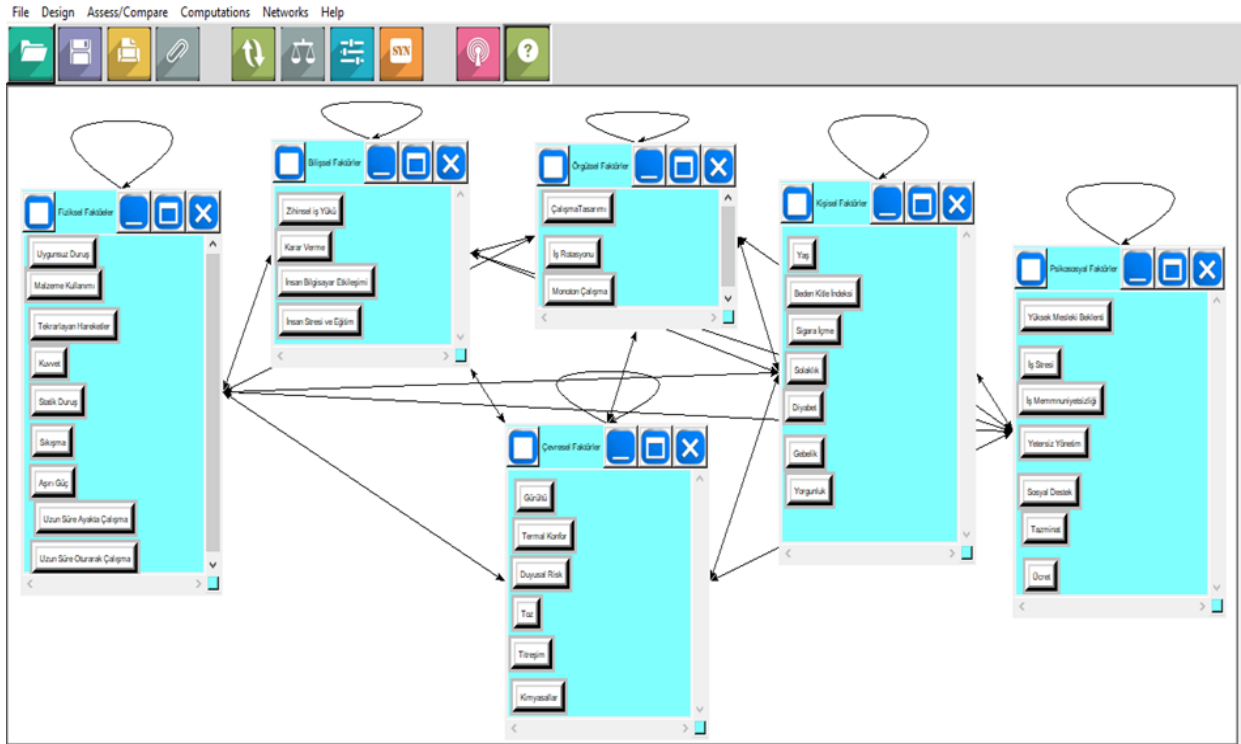 File Design Assess/Compare Computations Networks Help
SYN
?
Fiziksel Faktöeler
Uygunsuz Duruş
Malzeme Kullanımı
Tekrarlayan Hareketler
Kuvvet
Statik Duruş
Sıkışma
Aşırı Güç
Uzun Süre Ayakta Çalışma
Uzun Süre Oturarak Çalışma
Bilişsel Faktörler
Zihinsel iş Yükü
Karar Verme
İnsan Bilgisayar Etkileşimi
İnsan Stresi ve Eğitim
Örgütsel Faktörler
ÇalışmaTasarımı
İş Rotasyonu
Monoton Çalışma
Çevresel Faktörler
Gürültü
Termal Konfor
Duyusal Risk
Toz
Titreşim
Kimyasallar
Kişisel Faktörler
Yaş
Beden Kitle İndeksi
Sigara İçme
Solaklık
Diyabet
Gebelik
Yorgunluk
Psikososyal Faktörler
Yüksek Mesleki Beklenti
İş Stresi
İş Memmnuniyetsizliği
Yetersiz Yönetim
Sosyal Destek
Tazminat
Ücret